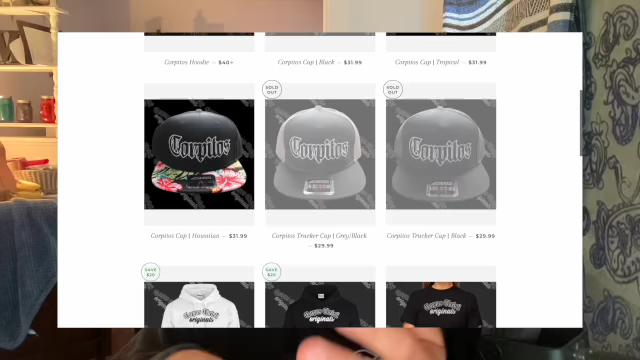 Corpitos Hoodie — $40+
Corpitos Cap | Black — $31.99
Corpitos Cap | Tropical — $31.99
SOLD OUT
SOLD OUT
Corpitos
Corpitos
Corpitos
Corpitos Cap | Hawaiian — $31.99
Corpitos Trucker Cap | Grey/Black
— $29.99
Corpitos Trucker Cap | Black — $29.99
SAVE $20
SAVE $20
originals
originals
originals